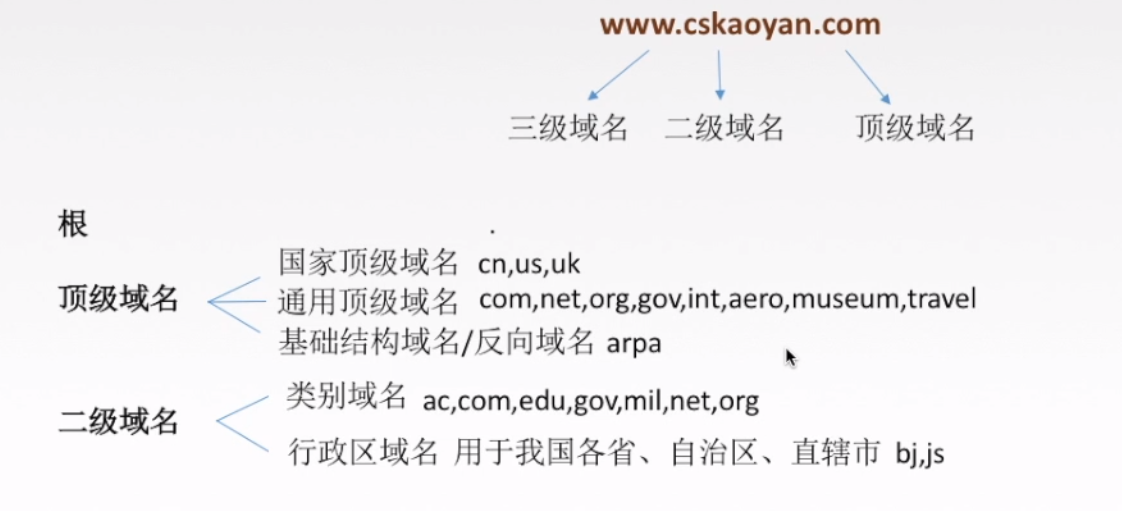 www.cskaoyan.com
三级域名 二级域名 顶级域名
根 .
国家顶级域名 cn,us,uk
顶级域名 通用顶级域名 com,net,org,gov,int,aero,museum,travel
基础结构域名/反向域名 arpa
类别域名 ac,com,edu,gov,mil,net,org
二级域名
行政区域名 用于我国各省、自治区、直辖市 bj,js